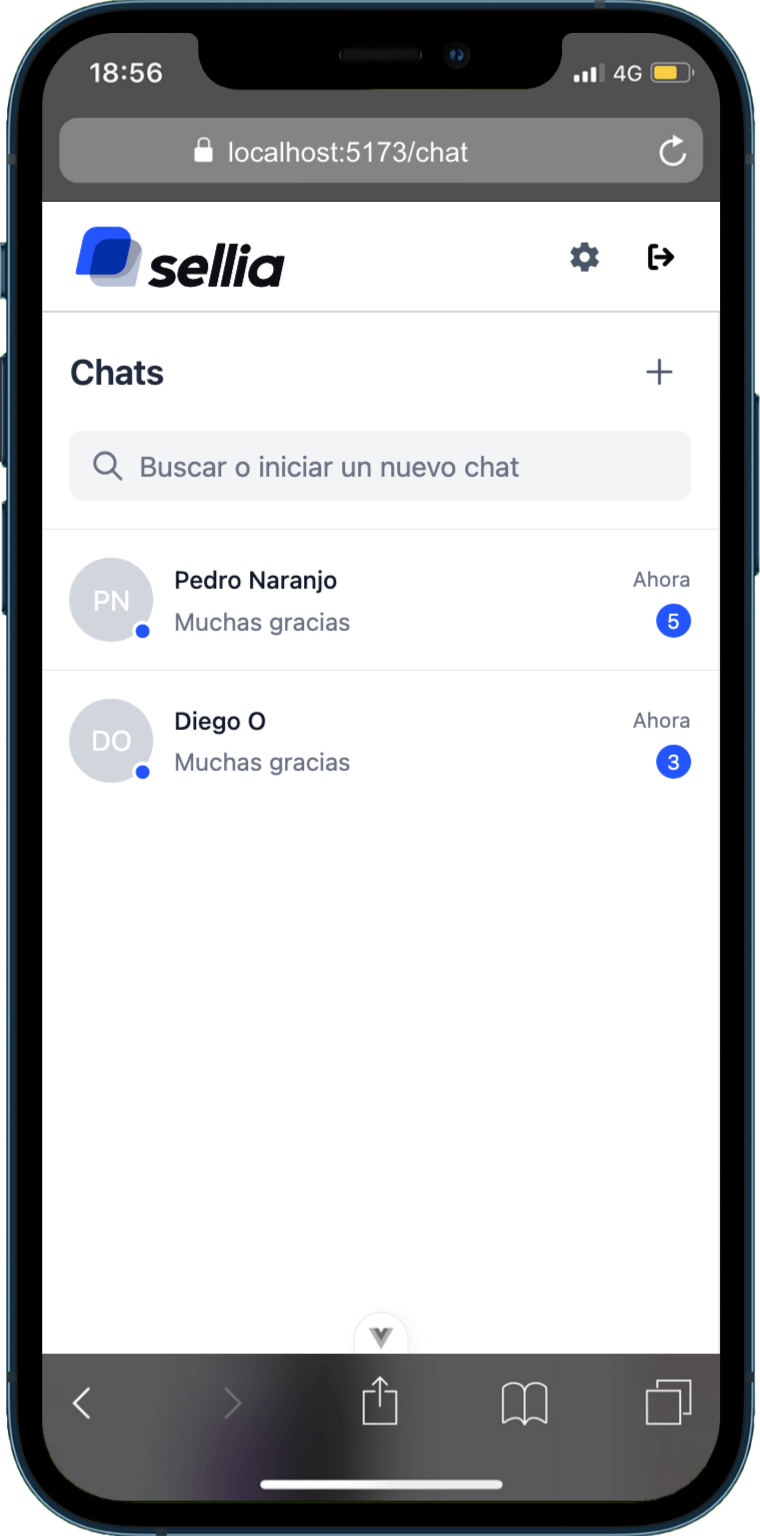 18:56
4G
localhost:5173/chat
sellia
Chats
Buscar o iniciar un nuevo chat
PN
Pedro Naranjo
Ahora
Muchas gracias
5
DO
Diego O
Ahora
Muchas gracias
3